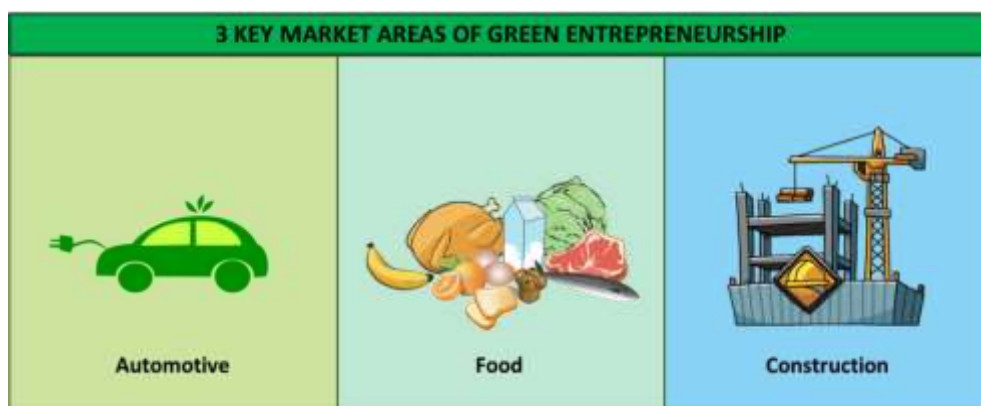 3 KEY MARKET AREAS OF GREEN ENTREPRENEURSHIP
Automotive
Food
Construction